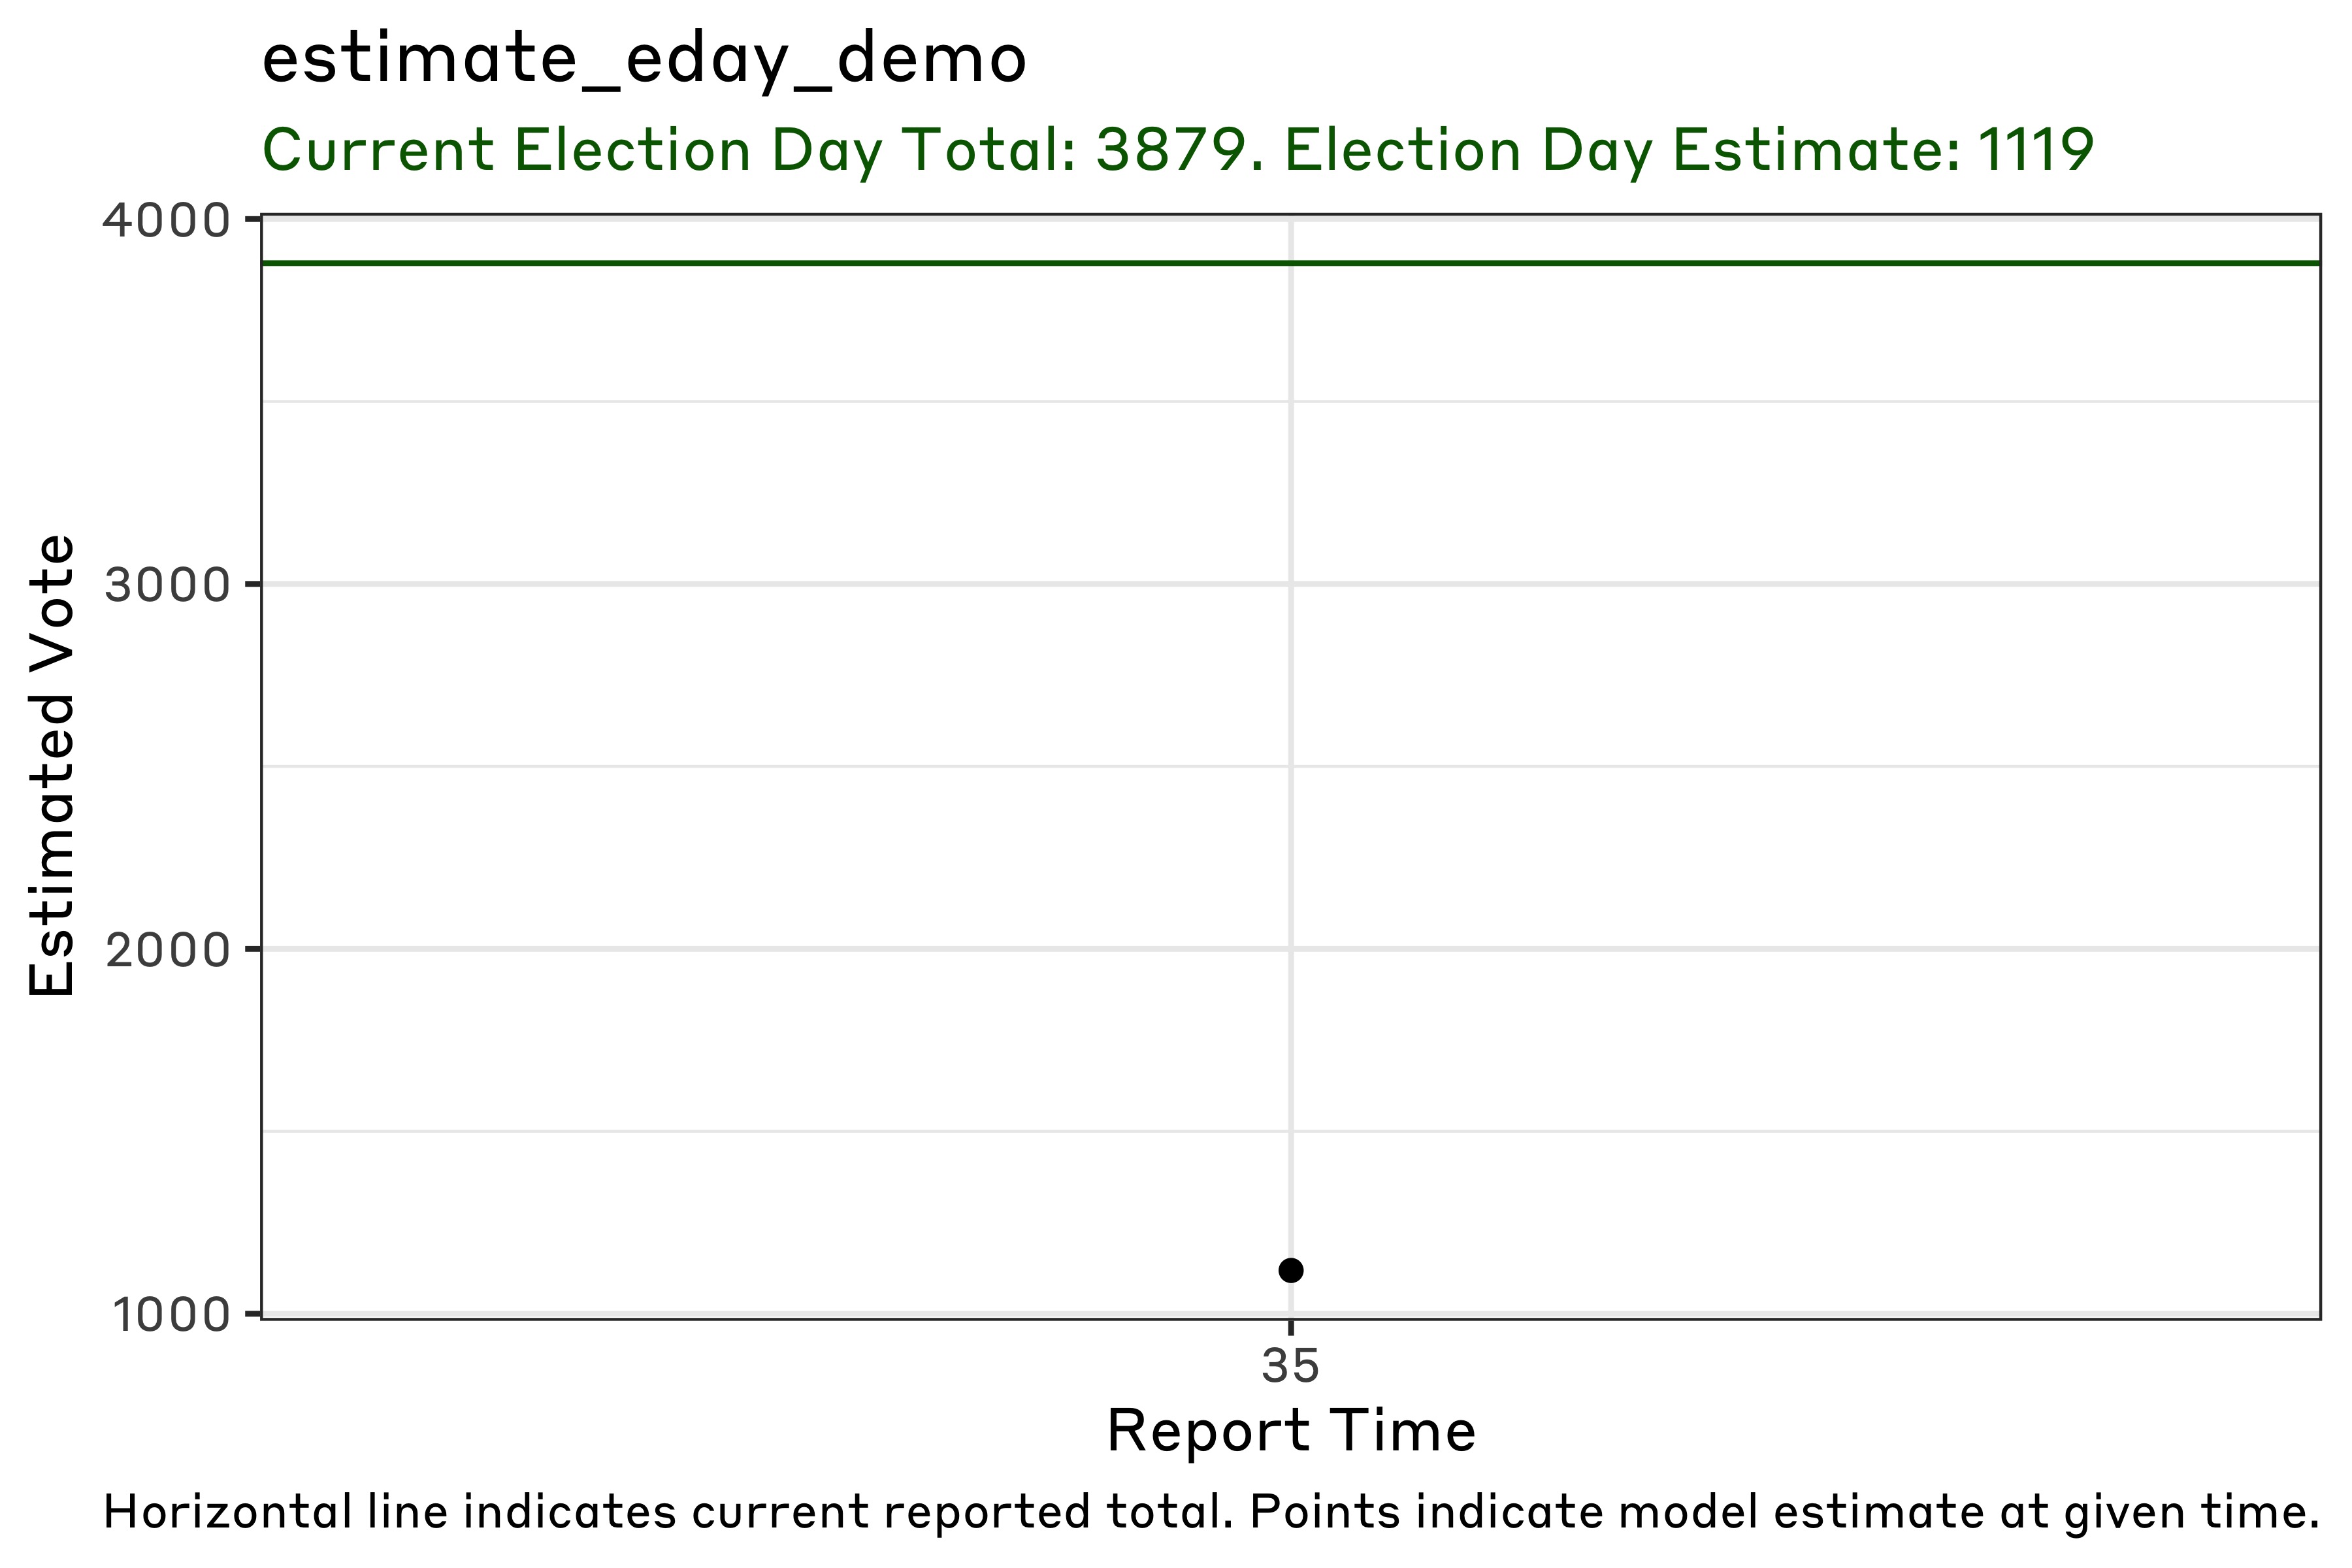 estimate_eday_demo
Current Election Day Total: 3879. Election Day Estimate: 1119
4000
3000
2000
1000
Estimated Vote
35
Report Time
Horizontal line indicates current reported total. Points indicate model estimate at given time.